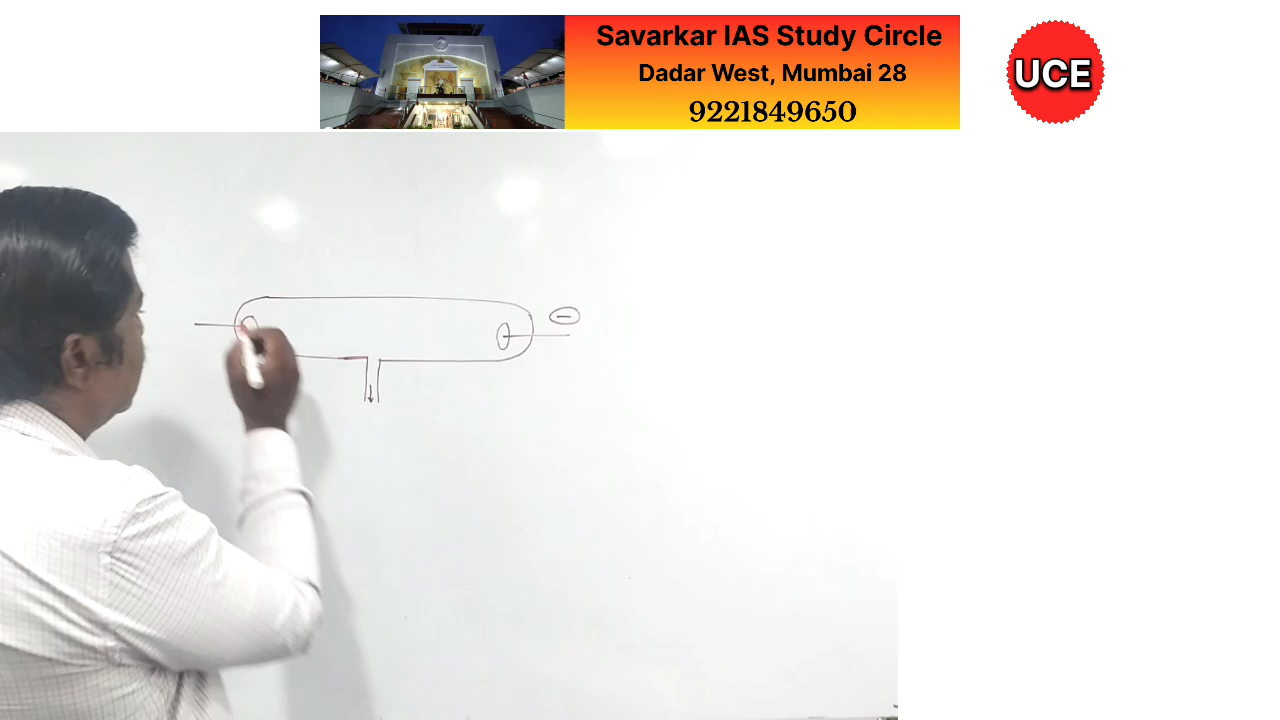 Savarkar IAS Study Circle
Dadar West, Mumbai 28
9221849650
UCE
−